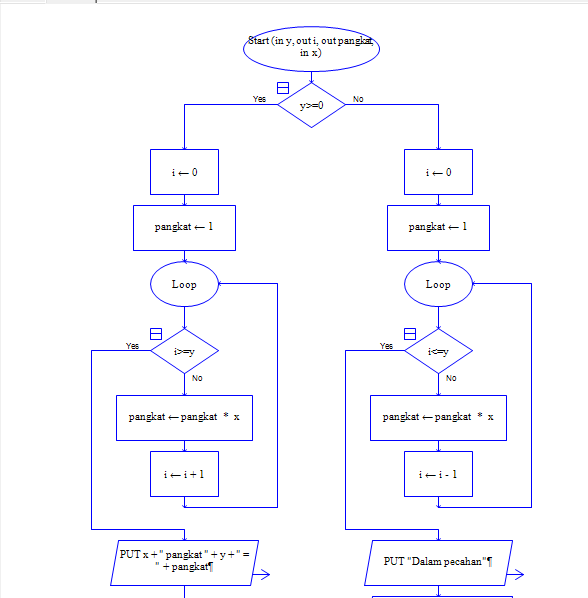 Start (in y, out i, out pangkat,
in x)
y>=0
Yes
No
i ← 0
pangkat ← 1
Loop
i>=y
Yes
No
pangkat ← pangkat * x
i ← i + 1
PUT x + " pangkat " + y + " =
" + pangkat¶
i ← 0
pangkat ← 1
Loop
i<=y
Yes
No
pangkat ← pangkat * x
i ← i - 1
PUT "Dalam pecahan"¶